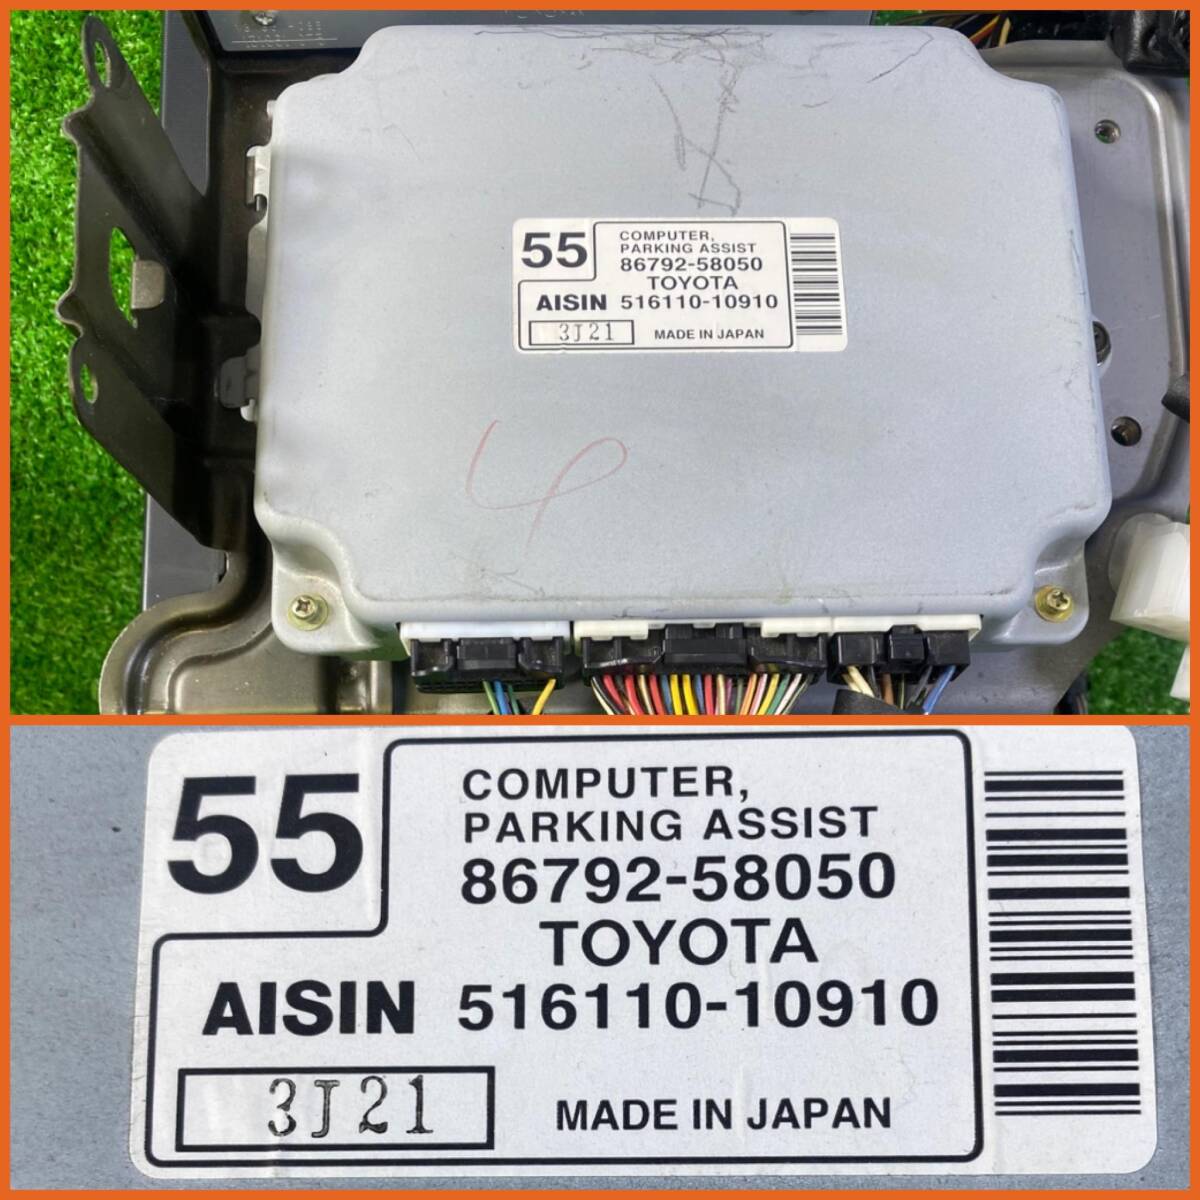 55
COMPUTER,
PARKING ASSIST
86792-58050
TOYOTA
AISIN 516110-10910
3J21
MADE IN JAPAN
4
55
COMPUTER,
PARKING ASSIST
86792-58050
TOYOTA
AISIN 516110-10910
3J21
MADE IN JAPAN